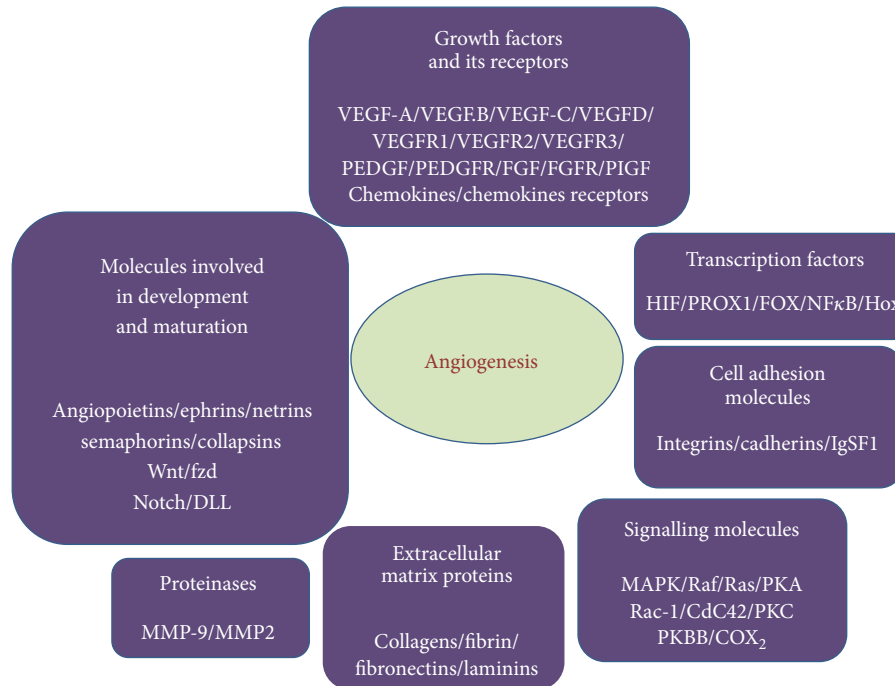 Growth factors
and its receptors
VEGF-A/VEGF.B/VEGF-C/VEGFD/
VEGFR1/VEGFR2/VEGFR3/
PEDGF/PEDGFR/FGF/FGFR/PIGF
Chemokines/chemokines receptors
Molecules involved
in development
and maturation
Angiopoietins/ephrins/netrins
semaphorins/collapsins
Wnt/fzd
Notch/DLL
Angiogenesis
Transcription factors
HIF/PROX1/FOX/NFκB/Hox
Cell adhesion
molecules
Integrins/cadherins/IgSF1
Signalling molecules
MAPK/Raf/Ras/PKA
Rac-1/CdC42/PKC
PKBB/COX₂
Extracellular
matrix proteins
Collagens/fibrin/
fibronectins/laminins
Proteinases
MMP-9/MMP2